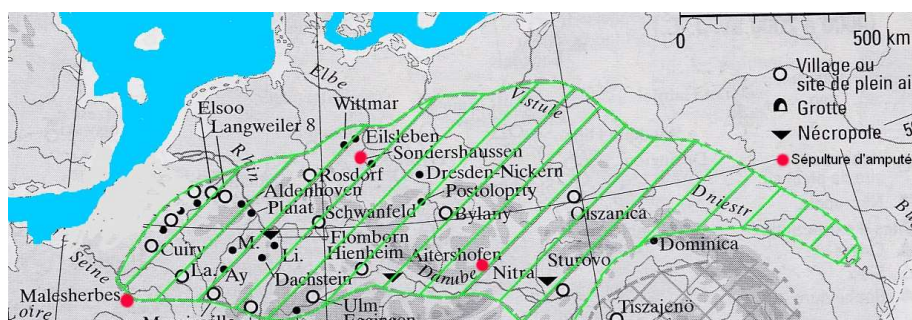 0
500 km
Village ou
site de plein ai
Grotte
Nécropole
Sépulture d'amputé
Elbe
Vistule
Wittmar
Elsoo
Langweiler 8
Eilsleben
Sondershaussen
Rhin
Rosdorf
Dresden-Nickern
Aldenhoven
Postoloprty
Plaiat
Dniestr
Schwanfeld
Bylany
Olszanica
Flomborn
Cuiry
M.
Li.
Hienheim
Aitershofen
Dominica
Seine
La.
Ay
Danube
Nitra
Sturovo
Dachstein
Malesherbes
Ulm-
Tiszajenö
Loire